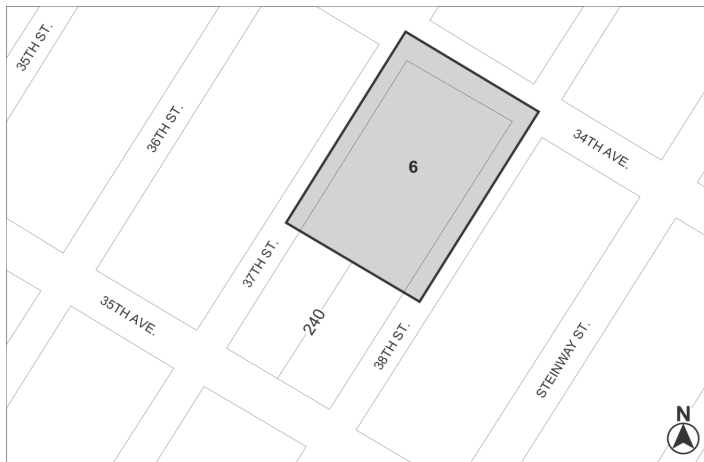 35TH ST.
36TH ST.
6
34TH AVE.
37TH ST.
35TH AVE.
240
38TH ST.
STEINWAY ST.
N